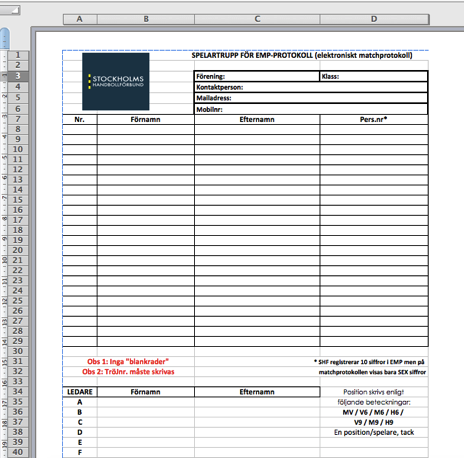 A B C D
1 SPELARTRUPP FÖR EMP-PROTOKOLL (elektroniskt matchprotokoll)
2
3 STOCKHOLMS Förening: Klass:
4 HANDBOLLFÖRBUND Kontaktperson:
5 Mailadress:
6 Mobilnr:
7 Nr. Förnamn Efternamn Pers.nr*
8
9
10
11
12
13
14
15
16
17
18
19
20
21
22
23
24
25
26
27
28
29
30
31 Obs 1: Inga "blankrader" * SHF registrerar 10 siffror i EMP men på
32 Obs 2: Tröjnr. måste skrivas matchprotokollen visas bara SEX siffror
33
34 LEDARE Förnamn Efternamn Position skrivs enligt
35 A följande beteckningar:
36 B MV / V6 / M6 / H6 /
37 C V9 / M9 / H9
38 D En position/spelare, tack
39 E
40 F